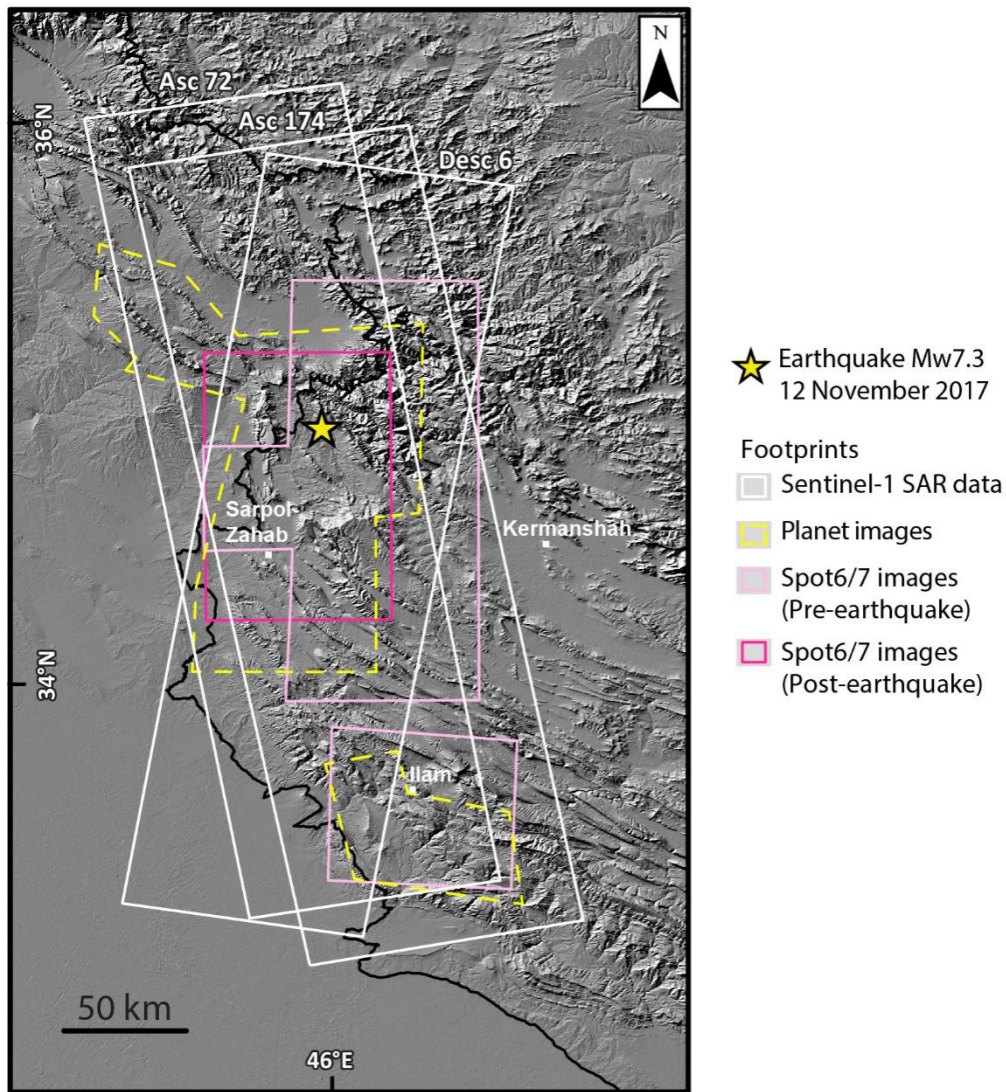 N
Asc 72
Asc 174
Desc 6
36°N
Sarpol-
Zahab
Kermanshah
34°N
Ilam
50 km
46°E
Earthquake Mw7.3
12 November 2017
Footprints
Sentinel-1 SAR data
Planet images
Spot6/7 images
(Pre-earthquake)
Spot6/7 images
(Post-earthquake)